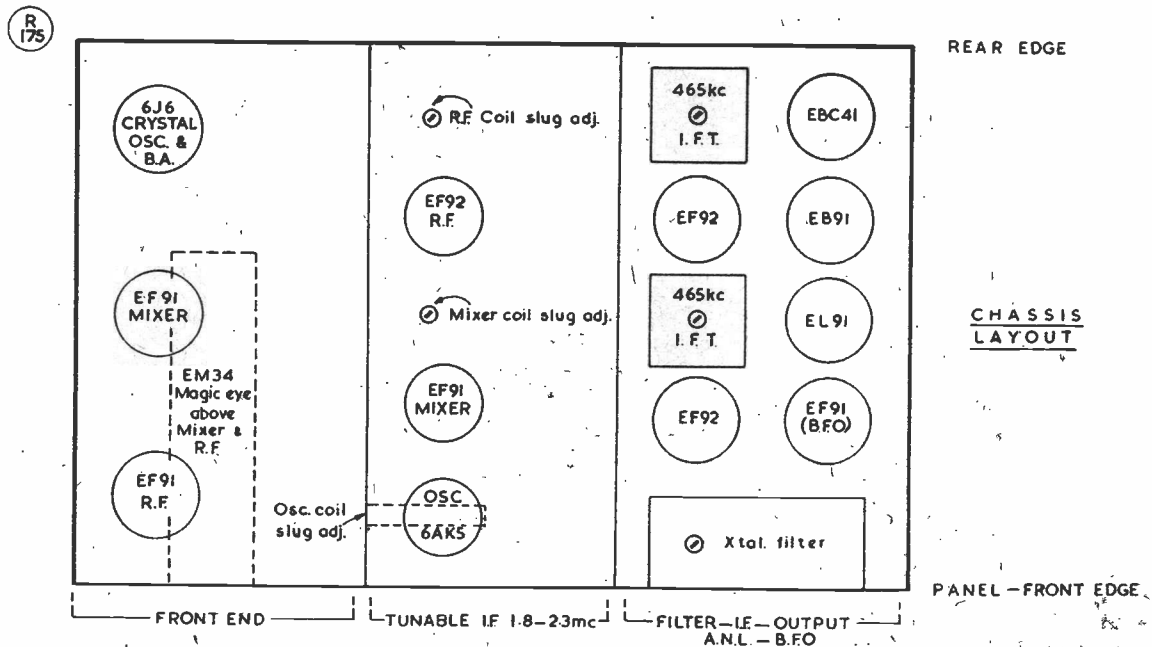 R
175
REAR EDGE
6J6
CRYSTAL
OSC. &
B.A.
R.F. Coil slug adj.
465kc
I.F.T.
EBC41
EF92
R.F.
EF92
EB91
EF91
MIXER
Mixer coil slug adj.
465kc
I.F.T.
EL91
CHASSIS
LAYOUT
EM34
Magic eye
above
Mixer &
R.F.
EF91
MIXER
EF92
EF91
(B.F.O)
EF91
R.F.
Osc. coil
slug adj.
OSC
6AK5
Xtal. filter
PANEL – FRONT EDGE
FRONT END
TUNABLE I.F 1·8–2·3mc
FILTER–I.F.–OUTPUT
A.N.L. – B.F.O